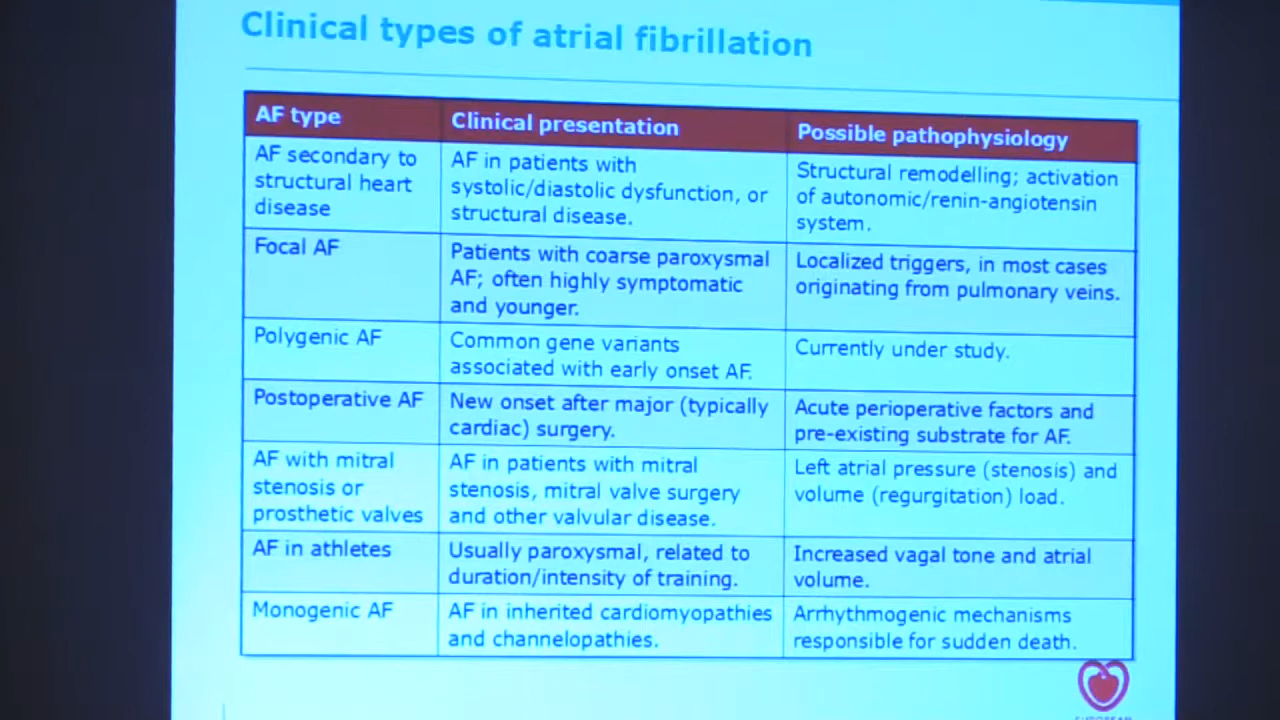 Clinical types of atrial fibrillation
AF type
Clinical presentation
Possible pathophysiology
AF secondary to
structural heart
disease
AF in patients with
systolic/diastolic dysfunction, or
structural disease.
Structural remodelling; activation
of autonomic/renin-angiotensin
system.
Focal AF
Patients with coarse paroxysmal
AF; often highly symptomatic
and younger.
Localized triggers, in most cases
originating from pulmonary veins.
Polygenic AF
Common gene variants
associated with early onset AF.
Currently under study.
Postoperative AF
New onset after major (typically
cardiac) surgery.
Acute perioperative factors and
pre-existing substrate for AF.
AF with mitral
stenosis or
prosthetic valves
AF in patients with mitral
stenosis, mitral valve surgery
and other valvular disease.
Left atrial pressure (stenosis) and
volume (regurgitation) load.
AF in athletes
Usually paroxysmal, related to
duration/intensity of training.
Increased vagal tone and atrial
volume.
Monogenic AF
AF in inherited cardiomyopathies
and channelopathies.
Arrhythmogenic mechanisms
responsible for sudden death.